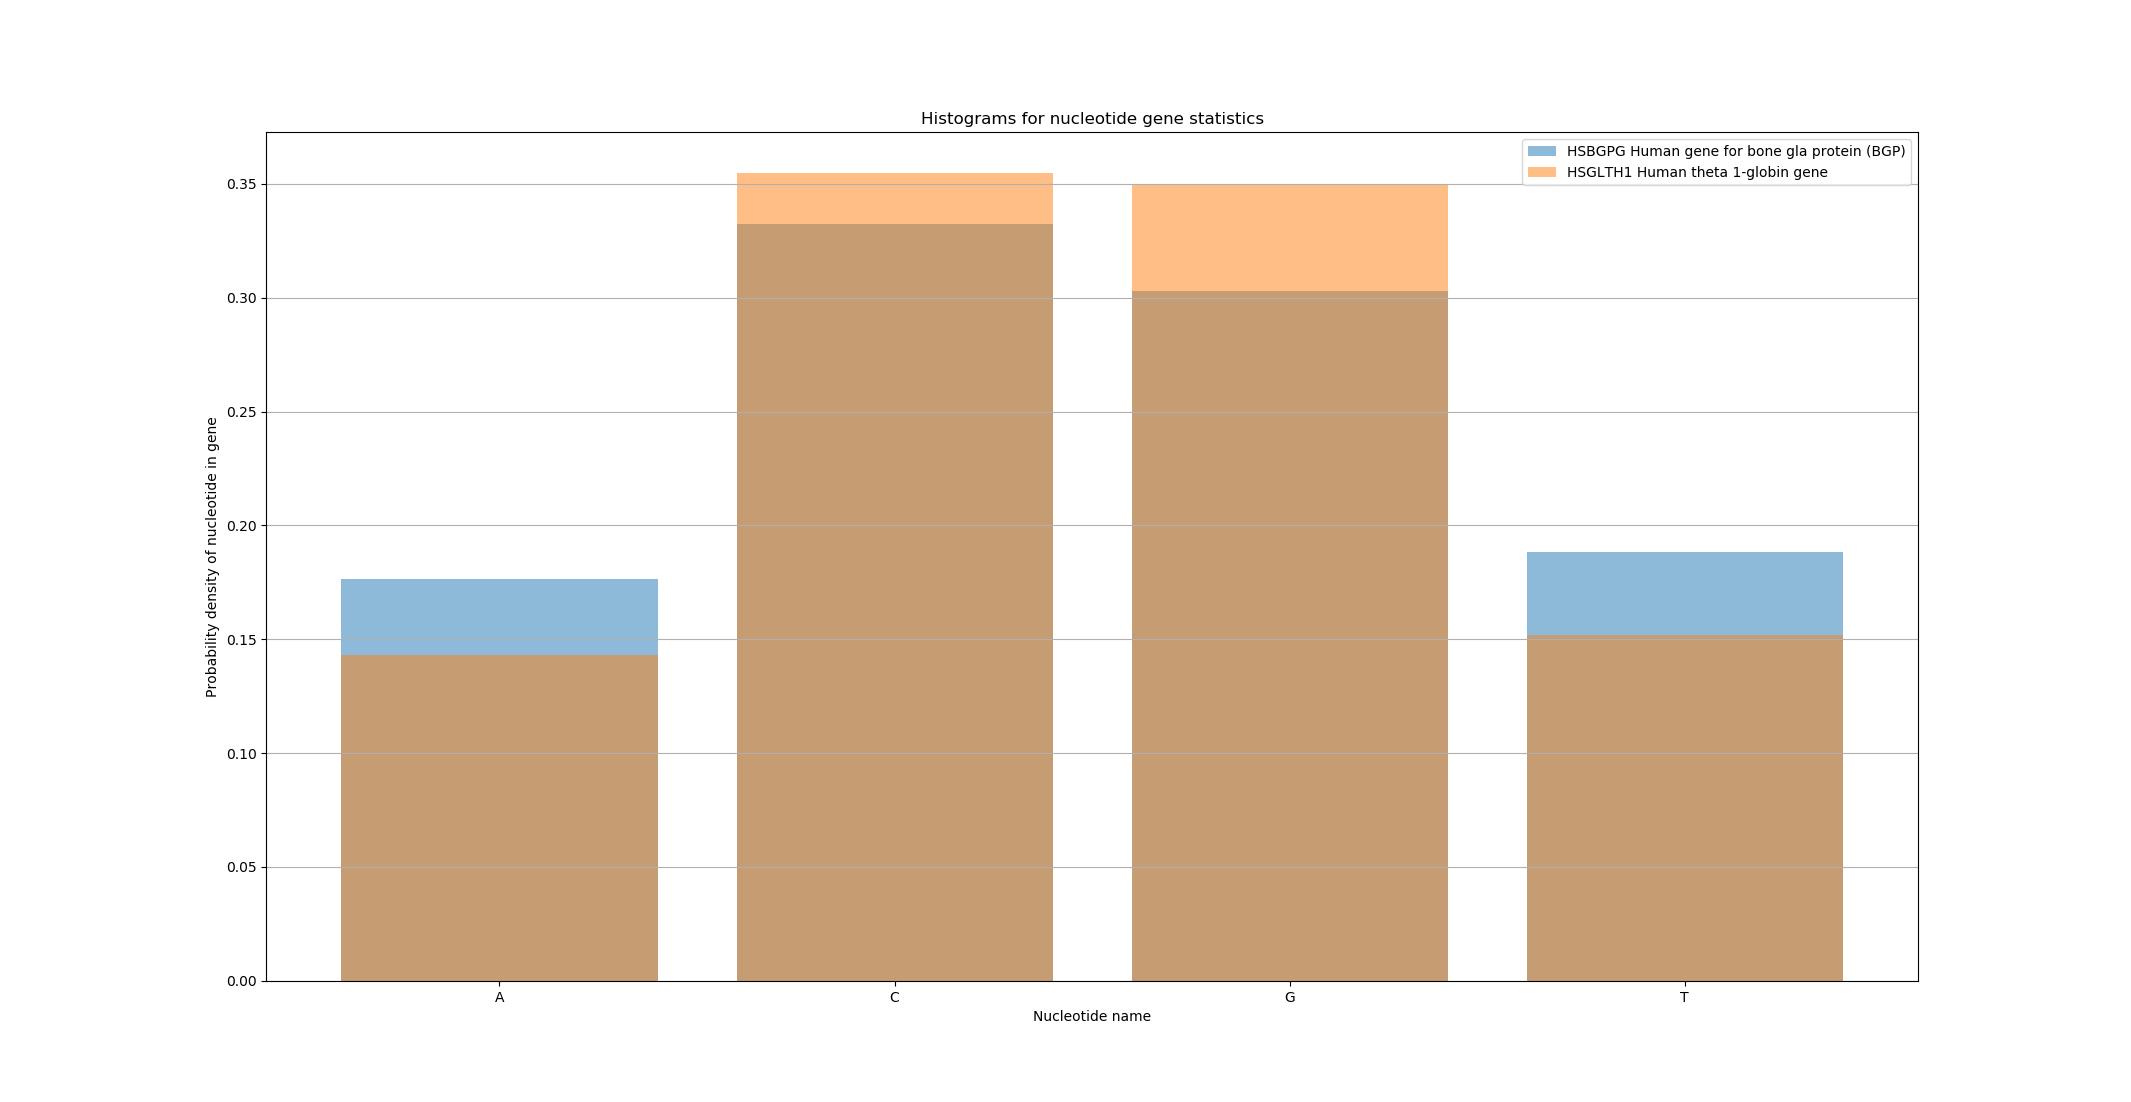 Histograms for nucleotide gene statistics
HSBGPG Human gene for bone gla protein (BGP)
HSGLTH1 Human theta 1-globin gene
Probability density of nucleotide in gene
0.35
0.30
0.25
0.20
0.15
0.10
0.05
0.00
A C G T
Nucleotide name